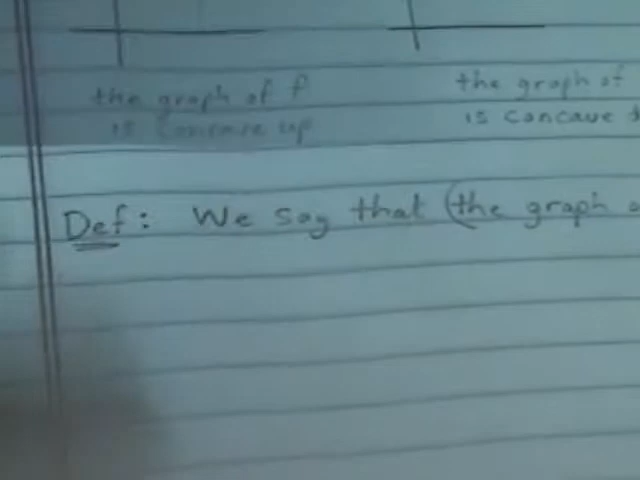 the graph of f
the graph of
is concave up
is concave
Def: We say that (the graph